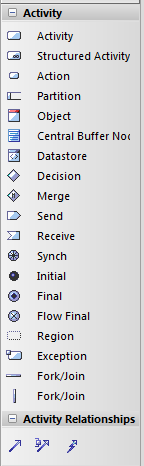 Activity
Activity
Structured Activity
Action
Partition
Object
Central Buffer Noc
Datastore
Decision
Merge
Send
Receive
Synch
Initial
Final
Flow Final
Region
Exception
Fork/Join
Fork/Join
Activity Relationships